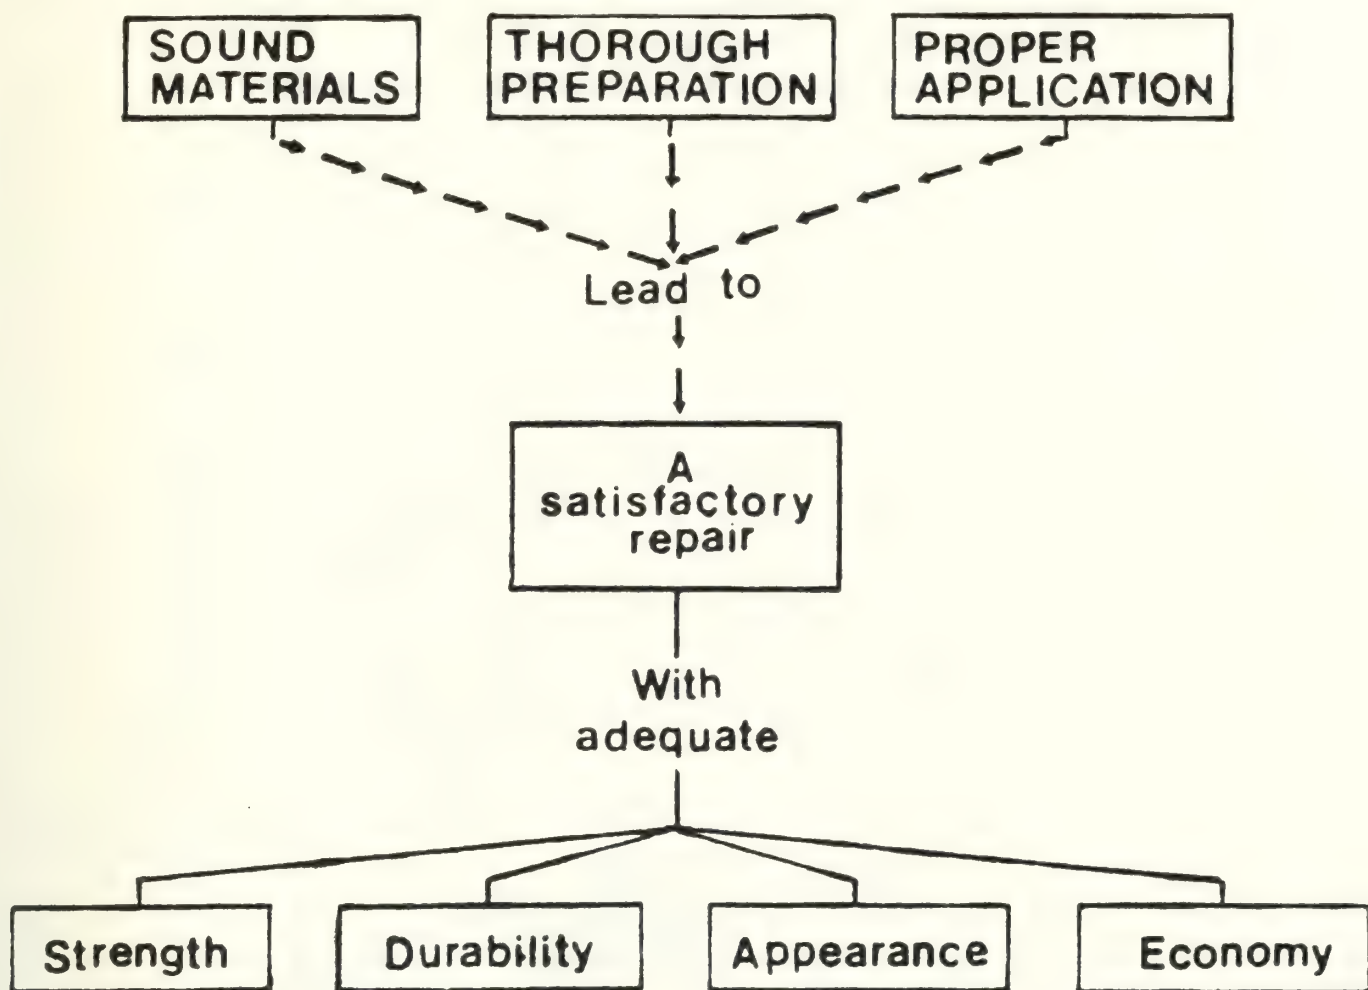 SOUND
MATERIALS
THOROUGH
PREPARATION
PROPER
APPLICATION
Lead to
A
satisfactory
repair
With
adequate
Strength
Durability
Appearance
Economy